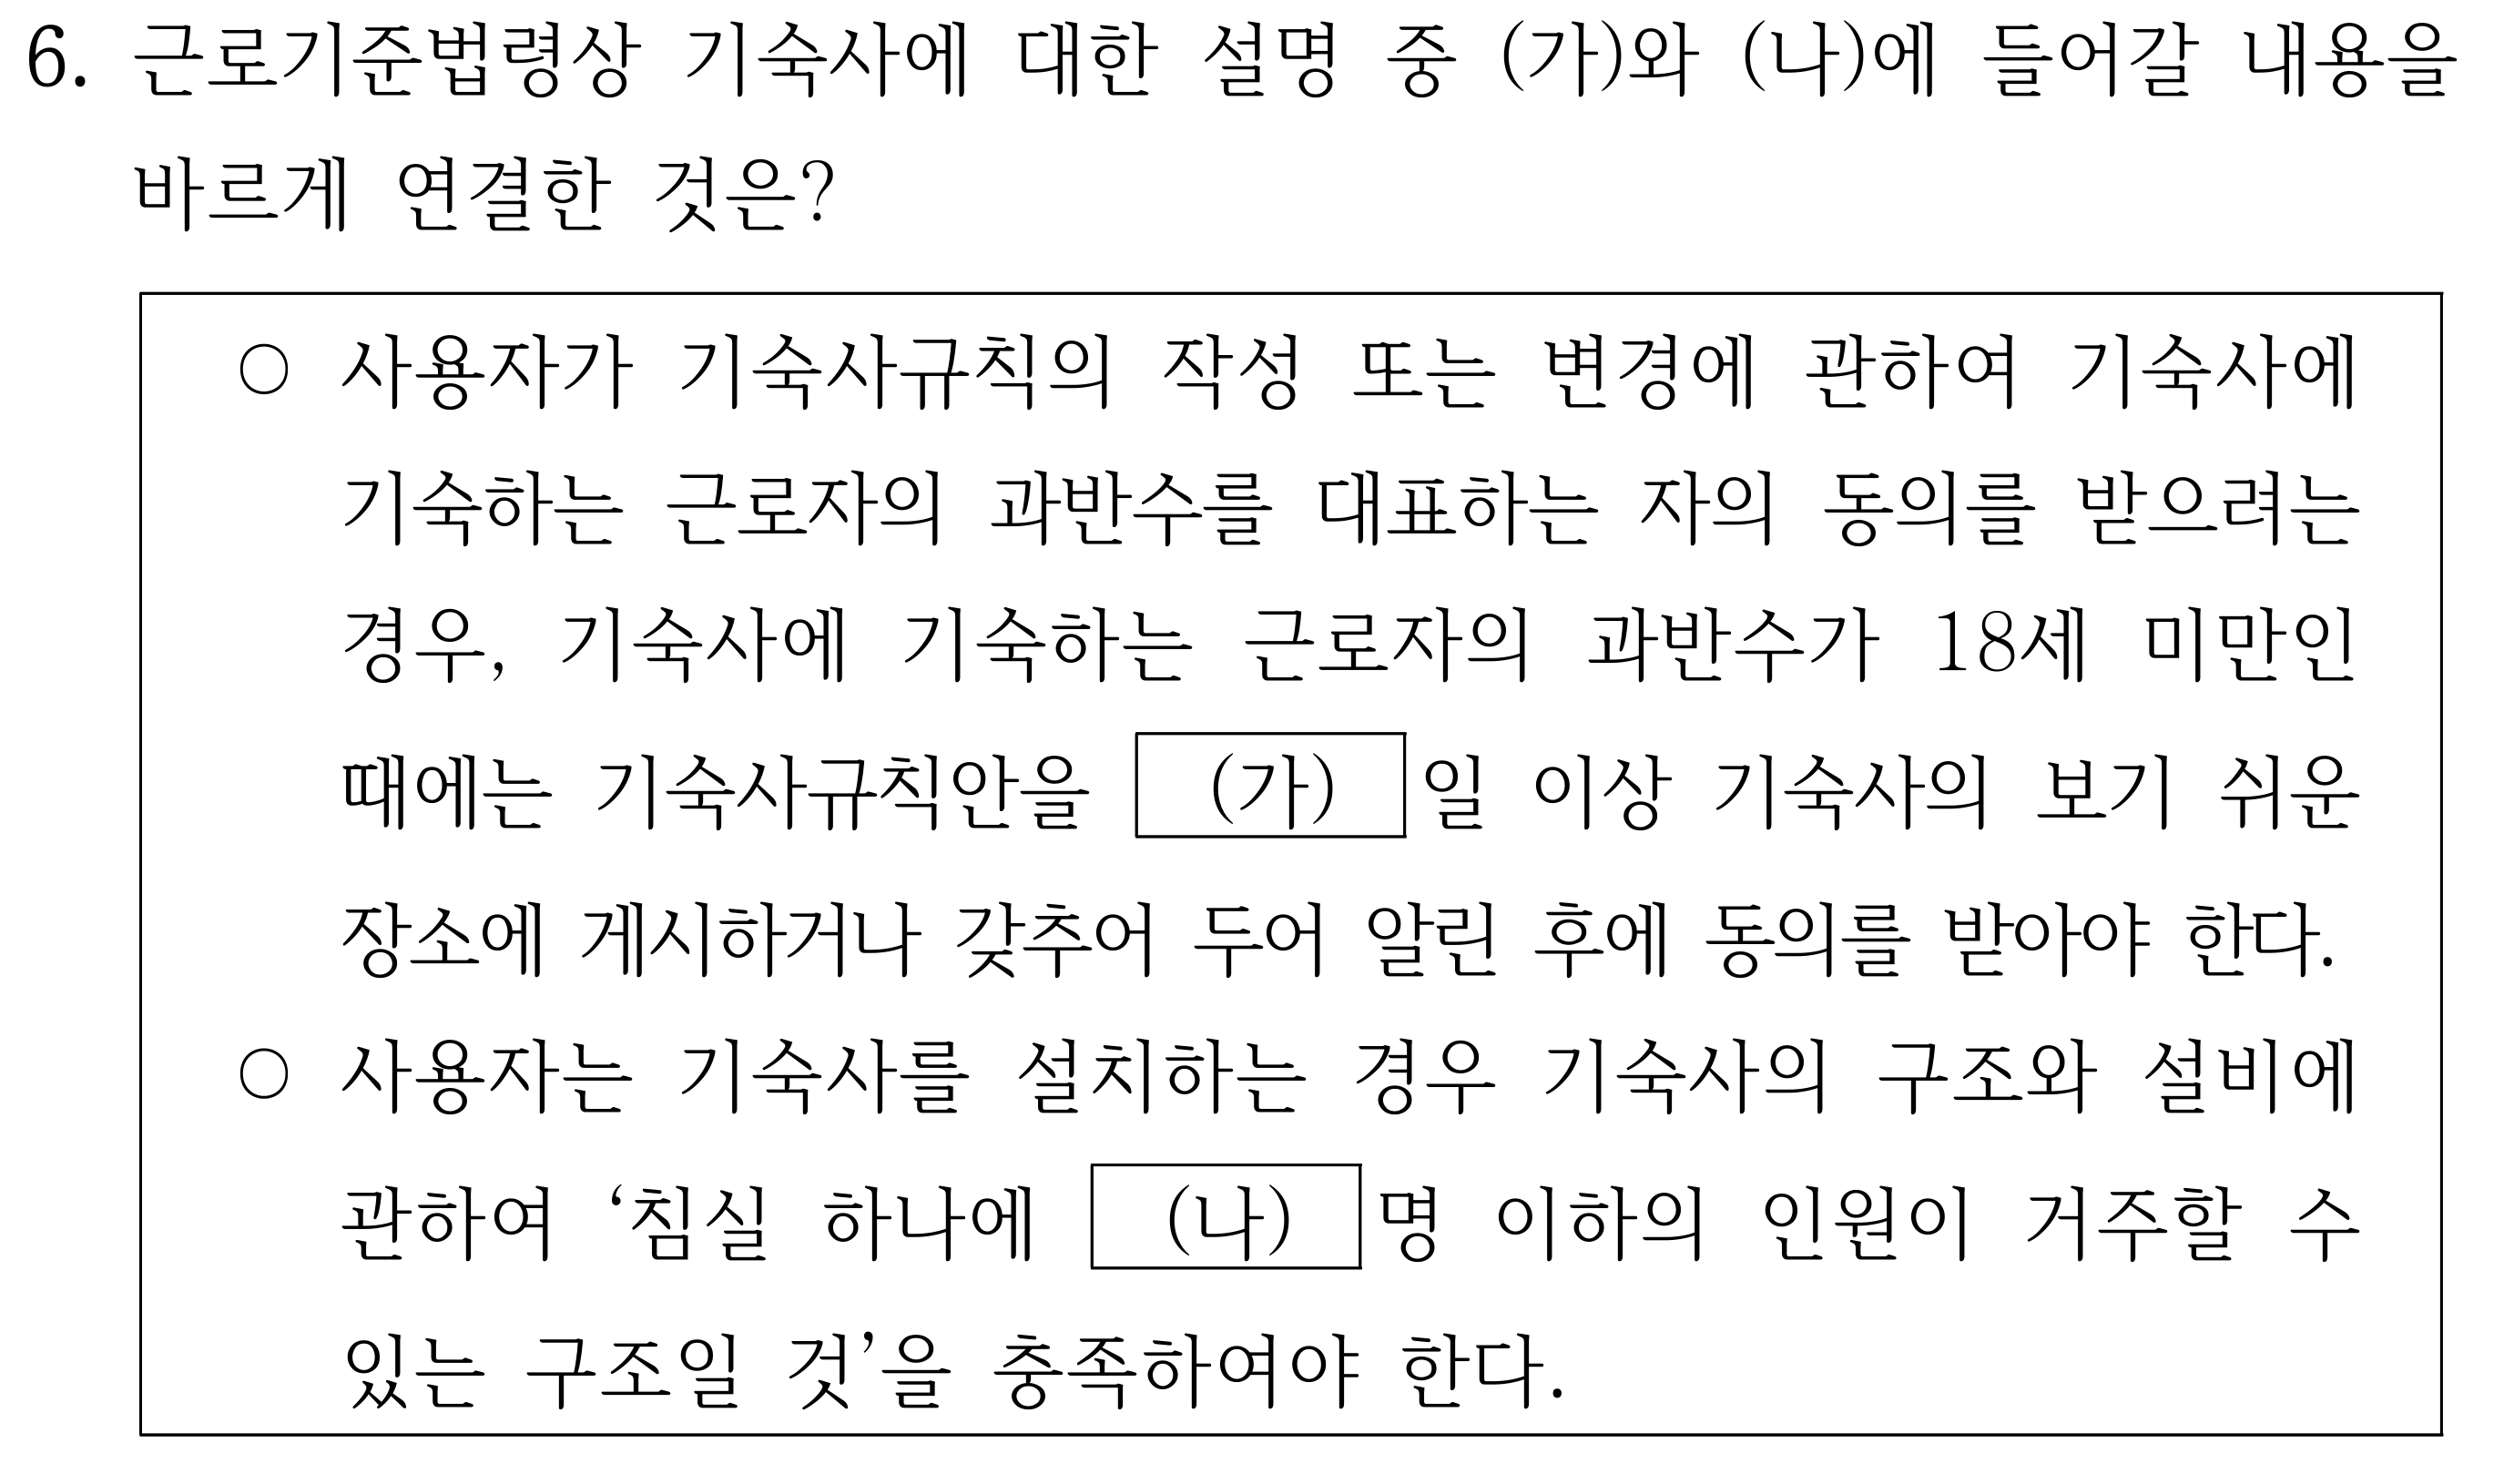 6. 근로기준법령상 기숙사에 대한 설명 중 (가)와 (나)에 들어갈 내용을
바르게 연결한 것은?
○ 사용자가 기숙사규칙의 작성 또는 변경에 관하여 기숙사에
기숙하는 근로자의 과반수를 대표하는 자의 동의를 받으려는
경우, 기숙사에 기숙하는 근로자의 과반수가 18세 미만인
때에는 기숙사규칙안을 (가) 일 이상 기숙사의 보기 쉬운
장소에 게시하거나 갖추어 두어 알린 후에 동의를 받아야 한다.
○ 사용자는 기숙사를 설치하는 경우 기숙사의 구조와 설비에
관하여 ‘침실 하나에 (나) 명 이하의 인원이 거주할 수
있는 구조일 것’을 충족하여야 한다.